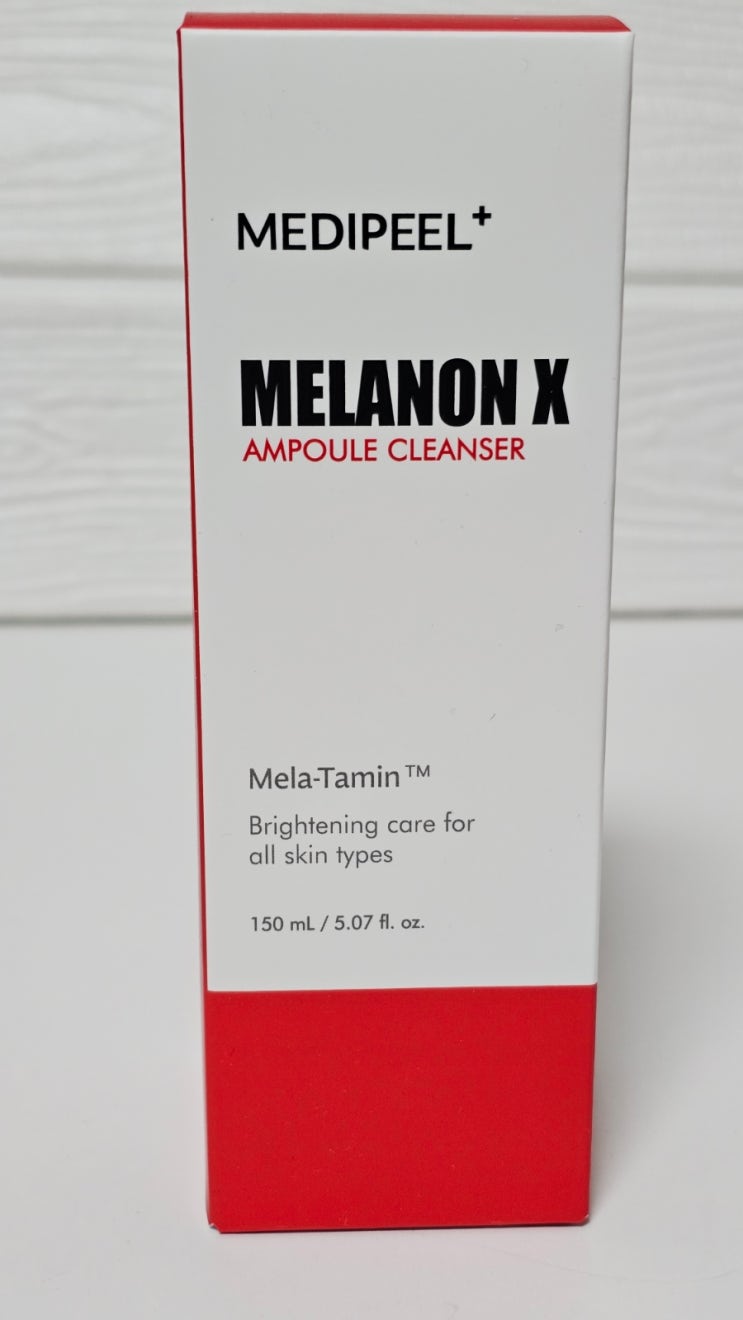 MEDIPEEL+
MELANON X
AMPOULE CLEANSER
Mela-Tamin™
Brightening care for
all skin types
150 mL / 5.07 fl. oz.